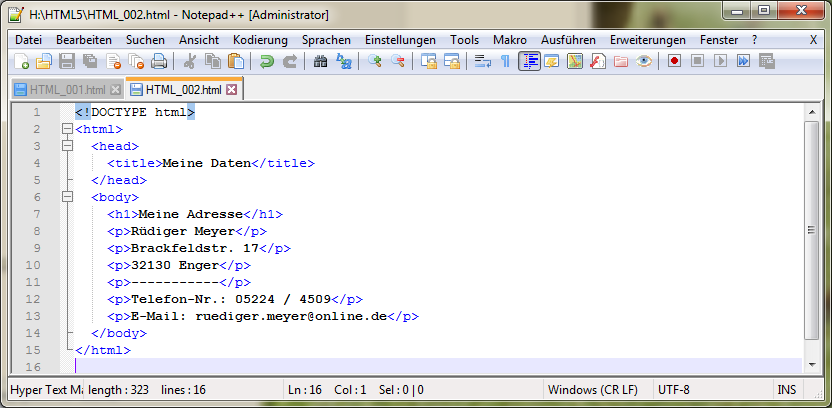 H:\HTML5\HTML_002.html - Notepad++ [Administrator]
Datei Bearbeiten Suchen Ansicht Kodierung Sprachen Einstellungen Tools Makro Ausführen Erweiterungen Fenster ? X
HTML_001.html HTML_002.html
1 <!DOCTYPE html>
2 <html>
3 <head>
4 <title>Meine Daten</title>
5 </head>
6 <body>
7 <h1>Meine Adresse</h1>
8 <p>Rüdiger Meyer</p>
9 <p>Brackfeldstr. 17</p>
10 <p>32130 Enger</p>
11 <p>-----------</p>
12 <p>Telefon-Nr.: 05224 / 4509</p>
13 <p>E-Mail: ruediger.meyer@online.de</p>
14 </body>
15 </html>
16
Hyper Text Ma length : 323 lines : 16 Ln : 16 Col : 1 Sel : 0 | 0 Windows (CR LF) UTF-8 INS